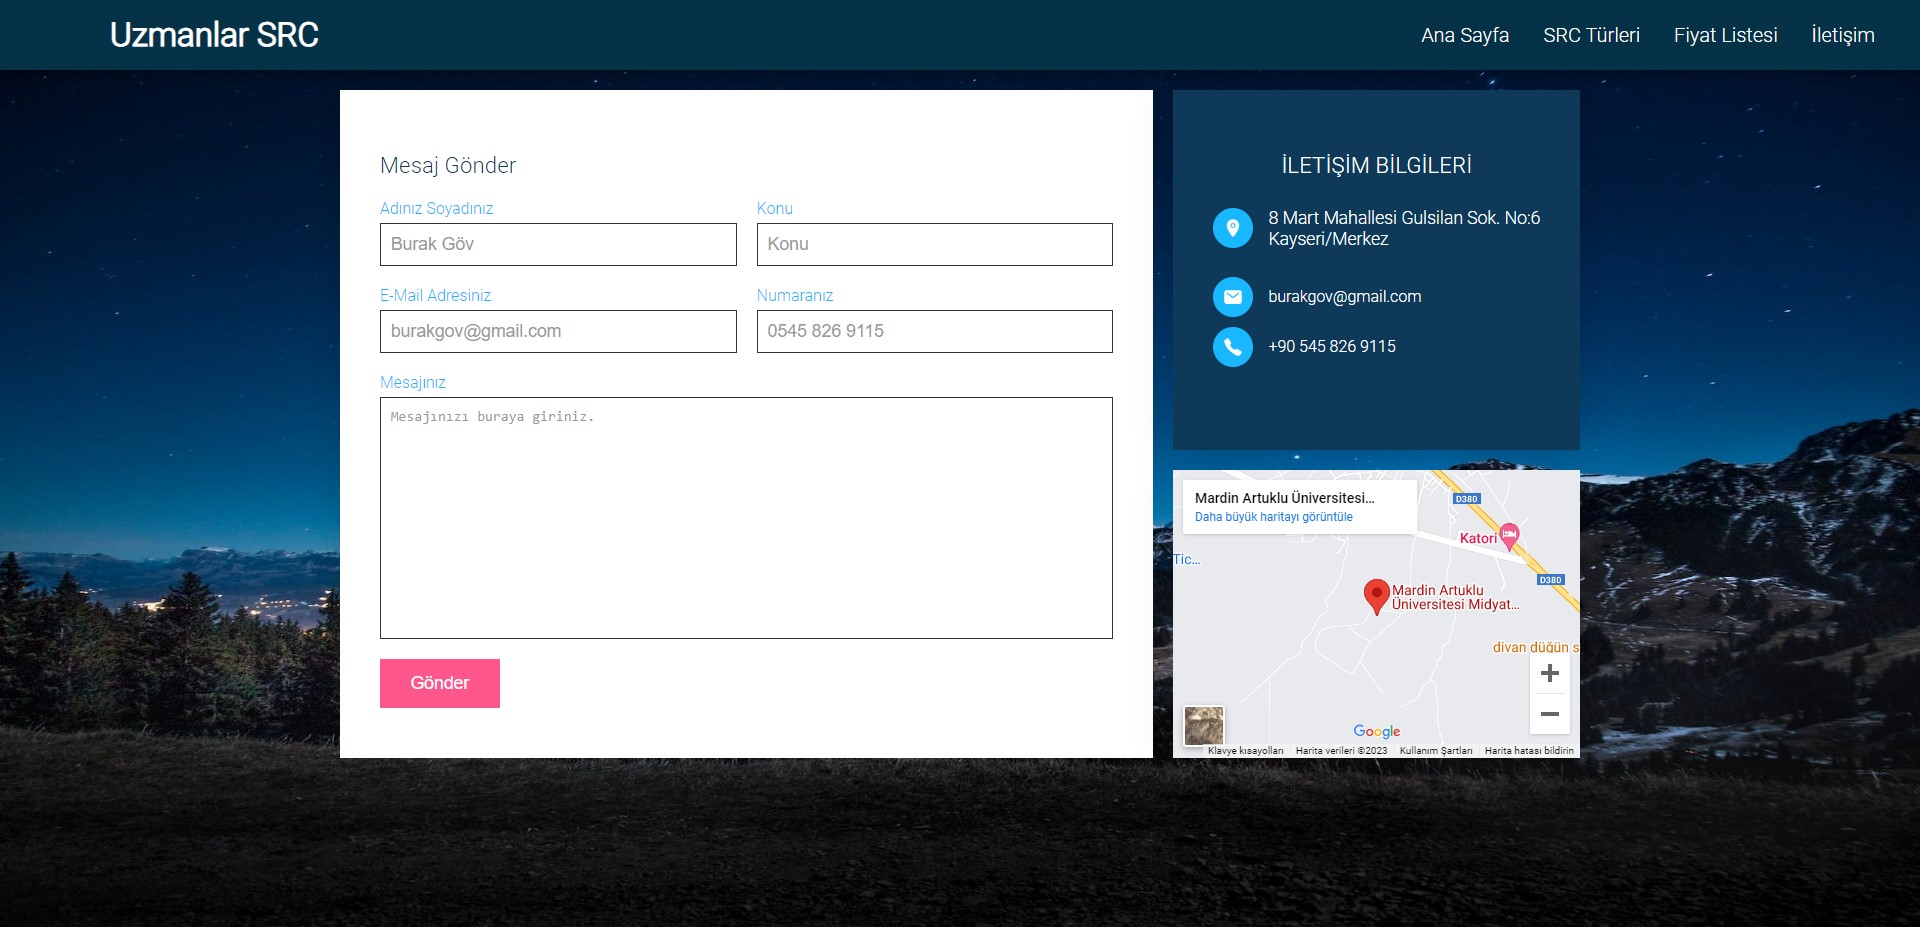 Uzmanlar SRC
Ana Sayfa
SRC Türleri
Fiyat Listesi
İletişim
Mesaj Gönder
Adınız Soyadınız
Konu
Burak Göv
Konu
E-Mail Adresiniz
Numaranız
burakgov@gmail.com
0545 826 9115
Mesajınız
Mesajınızı buraya giriniz.
Gönder
İLETİŞİM BİLGİLERİ
8 Mart Mahallesi Gulsilan Sok. No:6
Kayseri/Merkez
burakgov@gmail.com
+90 545 826 9115
Mardin Artuklu Üniversitesi...
Daha büyük haritayı görüntüle
D380
Katori
Tic...
D380
Mardin Artuklu
Üniversitesi Midyat...
divan düğün s
Google
Klavye kısayolları
Harita verileri ©2023
Kullanım Şartları
Harita hatası bildirin